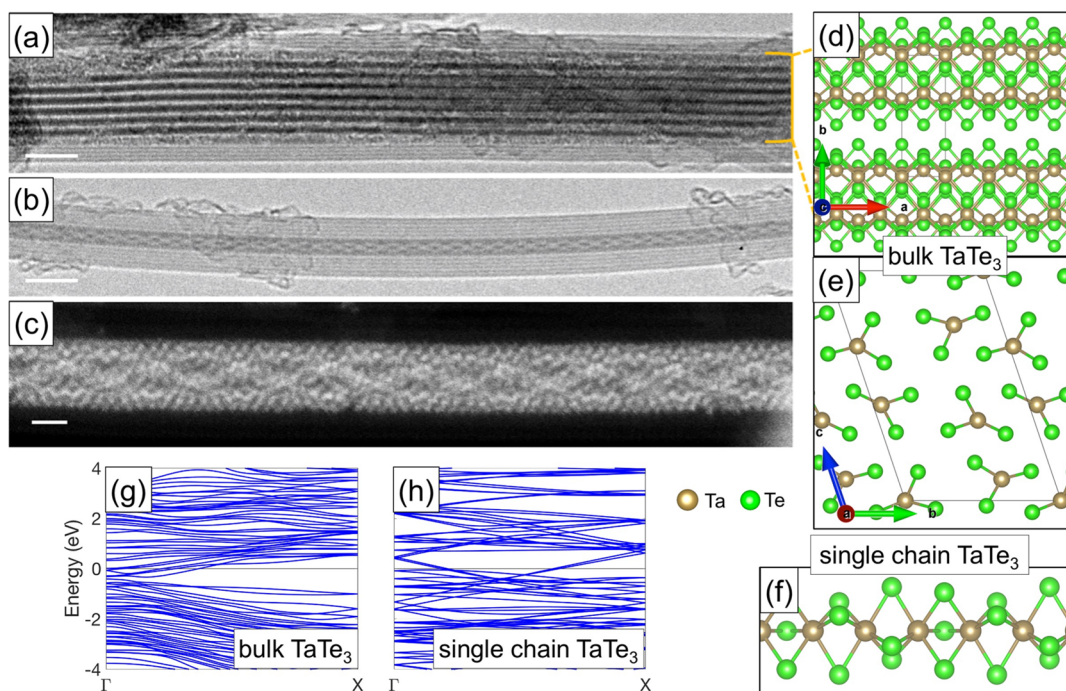 (a)
(d)
b
c
a
bulk TaTe₃
(b)
(e)
c
a
b
(c)
(g)
4
2
0
-2
-4
Energy (eV)
bulk TaTe₃
Γ
X
(h)
single chain TaTe₃
Γ
X
Ta
Te
single chain TaTe₃
(f)